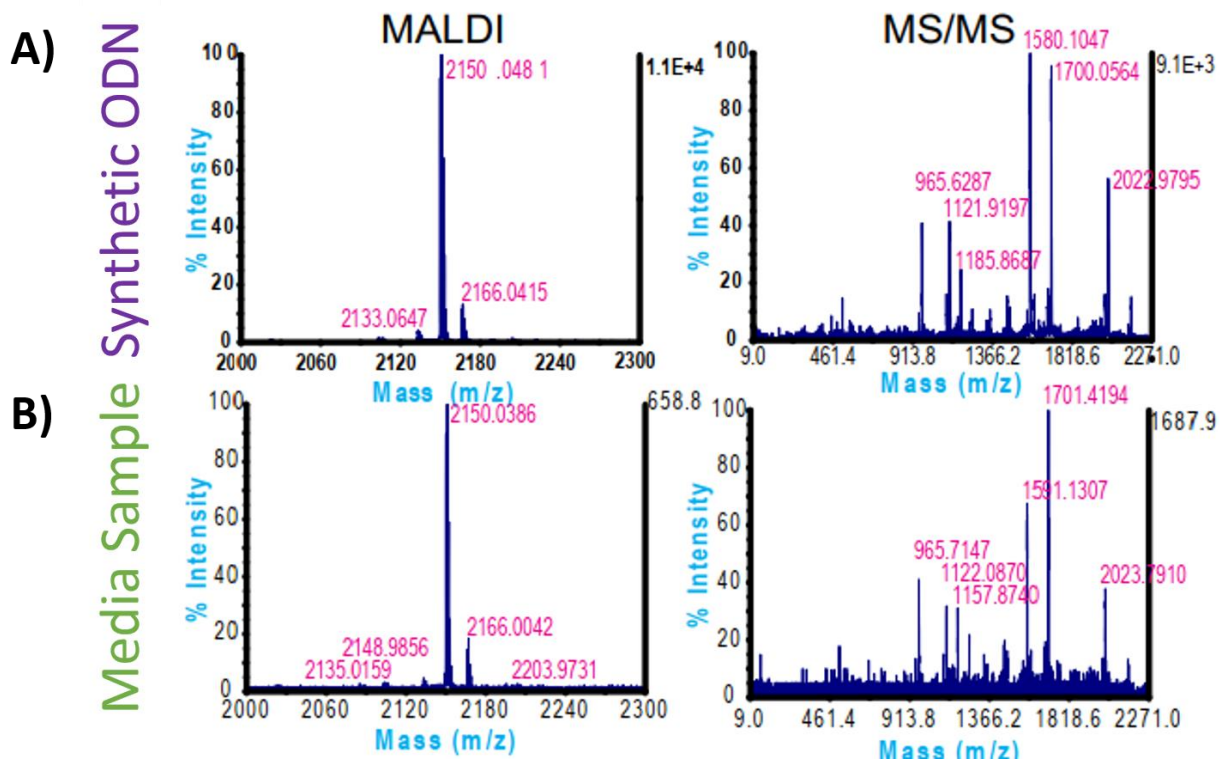 A)
Synthetic ODN
MALDI
100
80
60
40
20
0
% Intensity
2150 .048 1
1.1E+4
2133.0647
2166.0415
2000 2060 2120 2180 2240 2300
Mass (m/z)
MS/MS
100
80
60
40
20
0
% Intensity
1580.1047
1700.0564
9.1E+3
965.6287
1121.9197
1185.8687
2022.9795
9.0 461.4 913.8 1366.2 1818.6 2271.0
Mass (m/z)
B)
Media Sample
100
80
60
40
20
0
% Intensity
2150.0386
658.8
2148.9856
2166.0042
2135.0159
2203.9731
2000 2060 2120 2180 2240 2300
Mass (m/z)
100
80
60
40
20
0
% Intensity
1701.4194
1687.9
1591.1307
965.7147
1122.0870
1157.8740
2023.7910
9.0 461.4 913.8 1366.2 1818.6 2271.0
Mass (m/z)